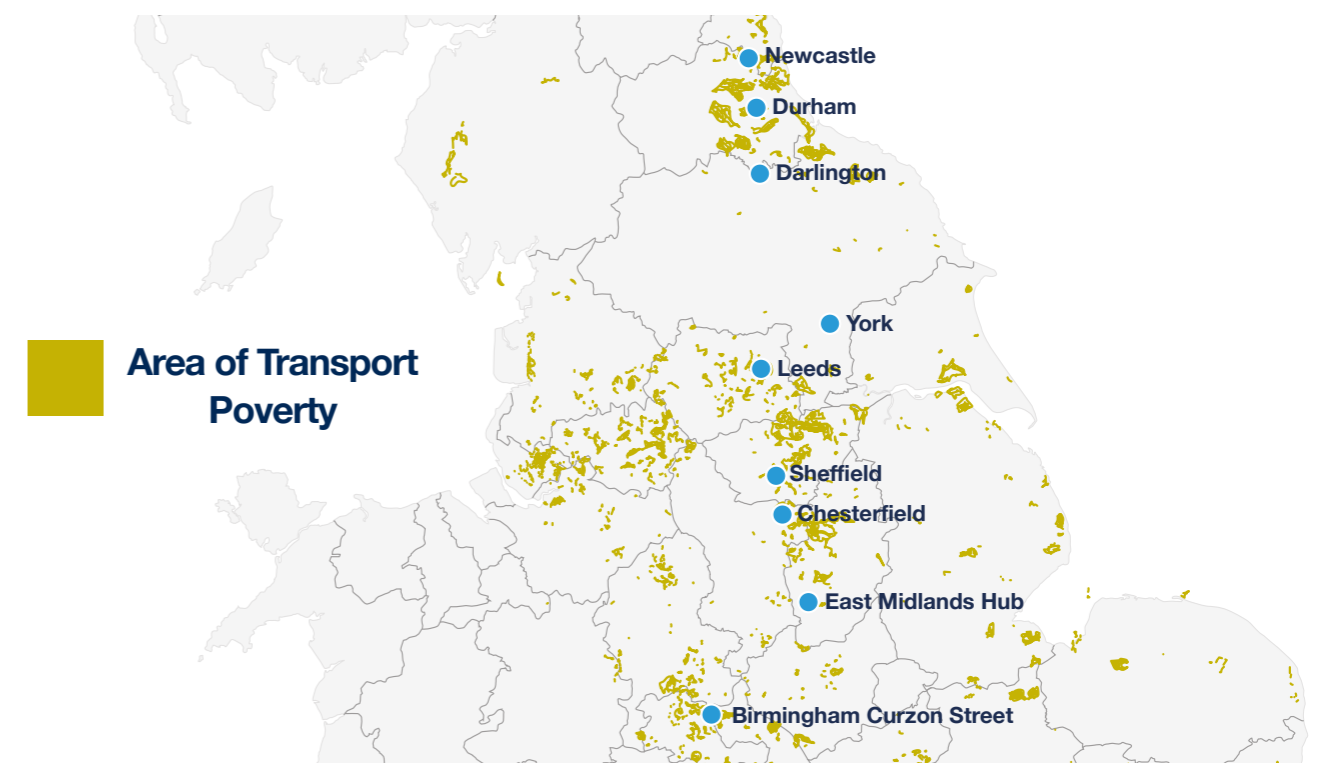 Newcastle
Durham
Darlington
York
Area of Transport
Poverty
Leeds
Sheffield
Chesterfield
East Midlands Hub
Birmingham Curzon Street